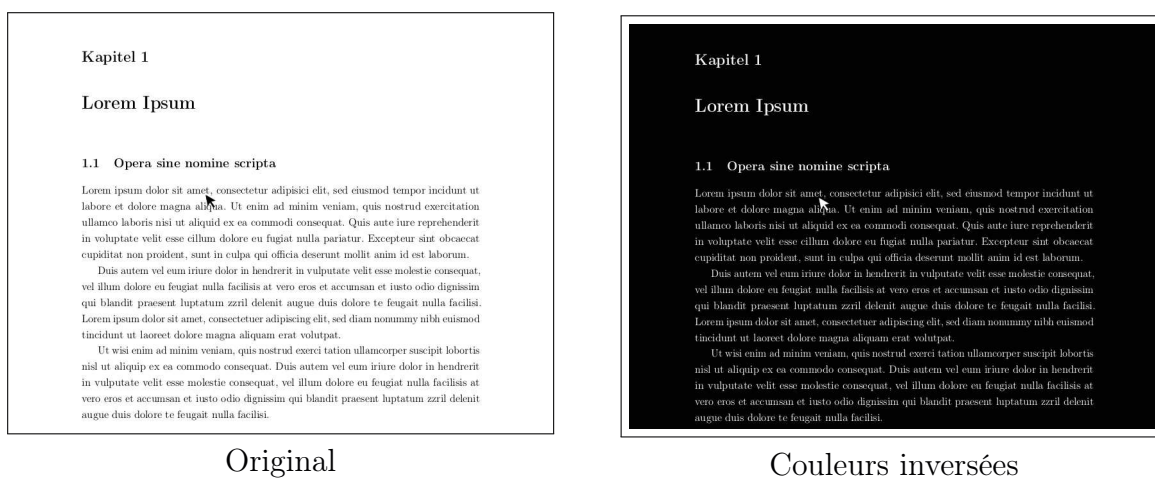 Kapitel 1
Lorem Ipsum
1.1 Opera sine nomine scripta
Lorem ipsum dolor sit amet, consectetur adipisici elit, sed eiusmod tempor incidunt ut
labore et dolore magna aliqua. Ut enim ad minim veniam, quis nostrud exercitation
ullamco laboris nisi ut aliquid ex ea commodi consequat. Quis aute iure reprehenderit
in voluptate velit esse cillum dolore eu fugiat nulla pariatur. Excepteur sint obcaecat
cupiditat non proident, sunt in culpa qui officia deserunt mollit anim id est laborum.
Duis autem vel eum iriure dolor in hendrerit in vulputate velit esse molestie consequat,
vel illum dolore eu feugiat nulla facilisis at vero eros et accumsan et iusto odio dignissim
qui blandit praesent luptatum zzril delenit augue duis dolore te feugait nulla facilisi.
Lorem ipsum dolor sit amet, consectetuer adipiscing elit, sed diam nonummy nibh euismod
tincidunt ut laoreet dolore magna aliquam erat volutpat.
Ut wisi enim ad minim veniam, quis nostrud exerci tation ullamcorper suscipit lobortis
nisl ut aliquip ex ea commodo consequat. Duis autem vel eum iriure dolor in hendrerit
in vulputate velit esse molestie consequat, vel illum dolore eu feugiat nulla facilisis at
vero eros et accumsan et iusto odio dignissim qui blandit praesent luptatum zzril delenit
augue duis dolore te feugait nulla facilisi.
Original
Kapitel 1
Lorem Ipsum
1.1 Opera sine nomine scripta
Lorem ipsum dolor sit amet, consectetur adipisici elit, sed eiusmod tempor incidunt ut
labore et dolore magna aliqua. Ut enim ad minim veniam, quis nostrud exercitation
ullamco laboris nisi ut aliquid ex ea commodi consequat. Quis aute iure reprehenderit
in voluptate velit esse cillum dolore eu fugiat nulla pariatur. Excepteur sint obcaecat
cupiditat non proident, sunt in culpa qui officia deserunt mollit anim id est laborum.
Duis autem vel eum iriure dolor in hendrerit in vulputate velit esse molestie consequat,
vel illum dolore eu feugiat nulla facilisis at vero eros et accumsan et iusto odio dignissim
qui blandit praesent luptatum zzril delenit augue duis dolore te feugait nulla facilisi.
Lorem ipsum dolor sit amet, consectetuer adipiscing elit, sed diam nonummy nibh euismod
tincidunt ut laoreet dolore magna aliquam erat volutpat.
Ut wisi enim ad minim veniam, quis nostrud exerci tation ullamcorper suscipit lobortis
nisl ut aliquip ex ea commodo consequat. Duis autem vel eum iriure dolor in hendrerit
in vulputate velit esse molestie consequat, vel illum dolore eu feugiat nulla facilisis at
vero eros et accumsan et iusto odio dignissim qui blandit praesent luptatum zzril delenit
augue duis dolore te feugait nulla facilisi.
Couleurs inversées